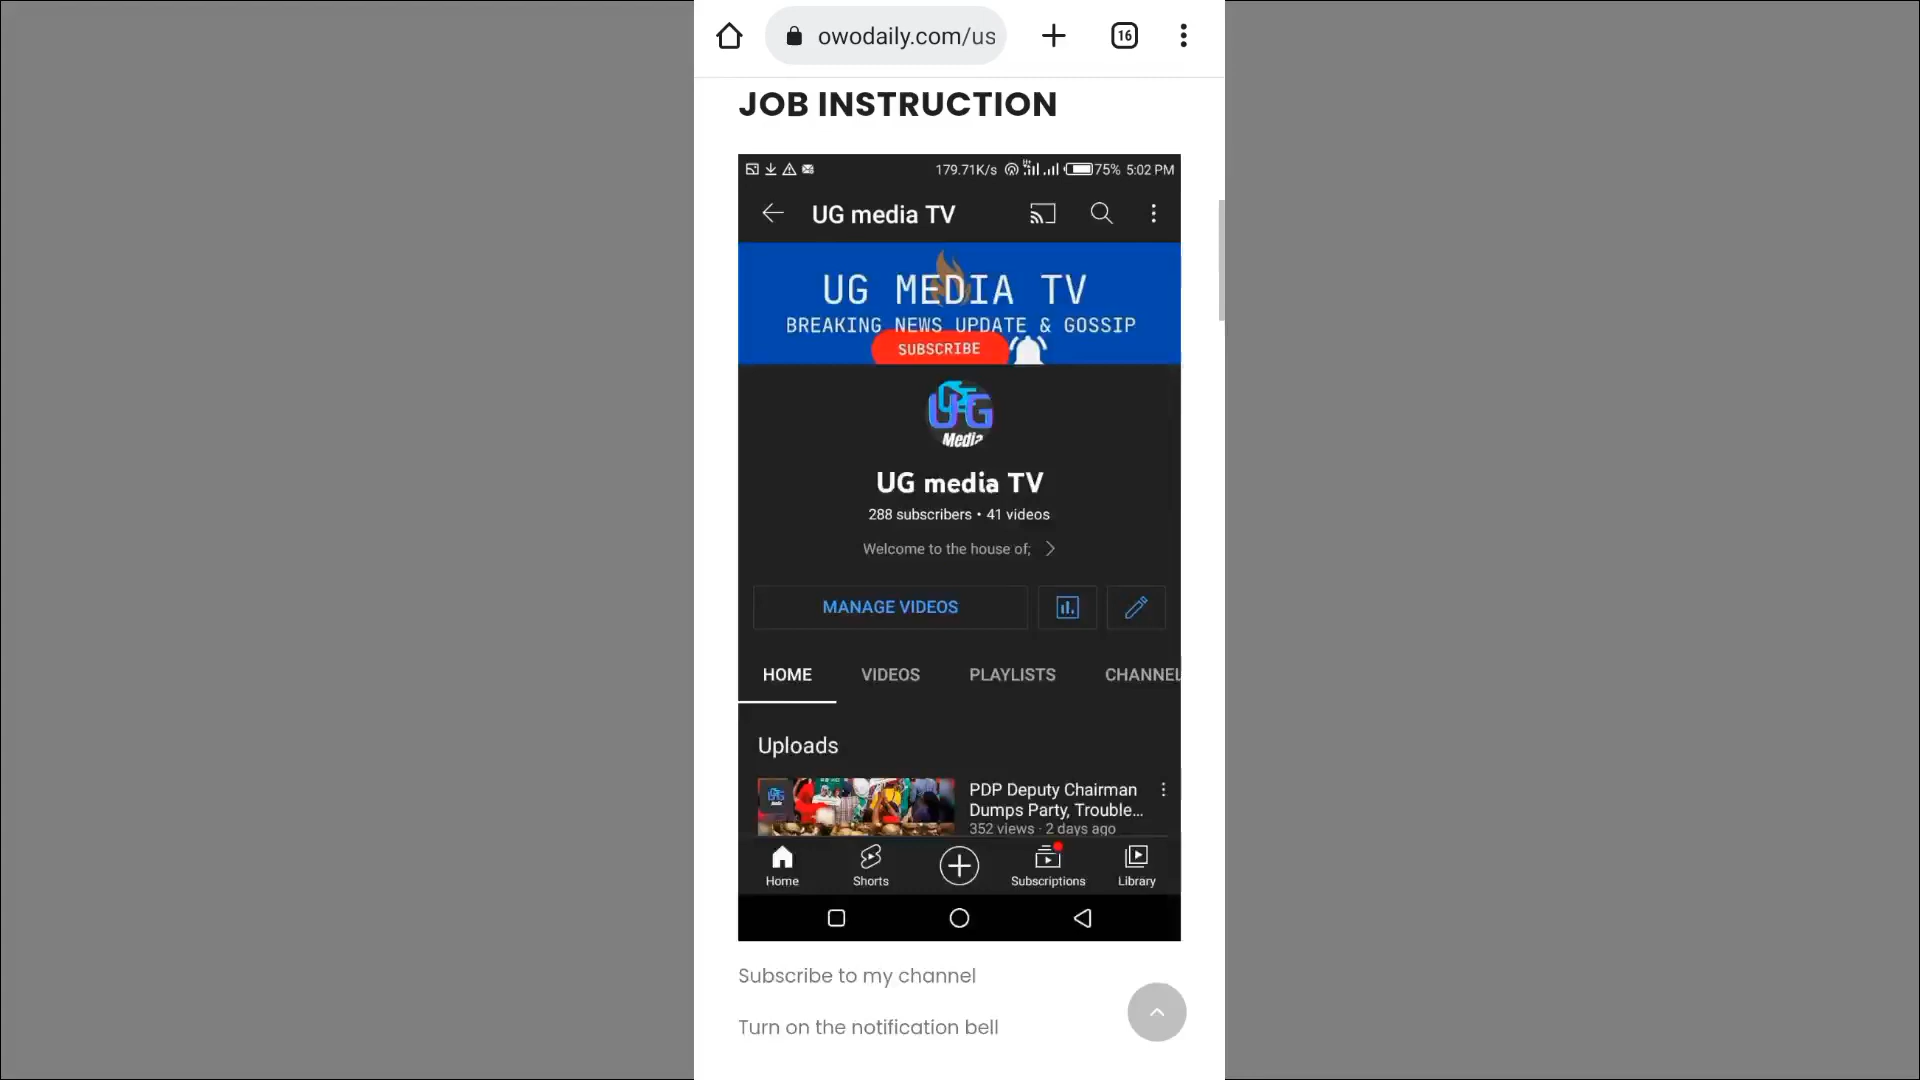 owodaily.com/us
16
JOB INSTRUCTION
179.71K/s 75% 5:02 PM
UG media TV
UG MEDIA TV
BREAKING NEWS UPDATE & GOSSIP
SUBSCRIBE
UG
Media
UG media TV
288 subscribers • 41 videos
Welcome to the house of;
MANAGE VIDEOS
HOME VIDEOS PLAYLISTS CHANNEL
Uploads
PDP Deputy Chairman
Dumps Party, Trouble...
352 views · 2 days ago
Home Shorts Subscriptions Library
Subscribe to my channel
Turn on the notification bell